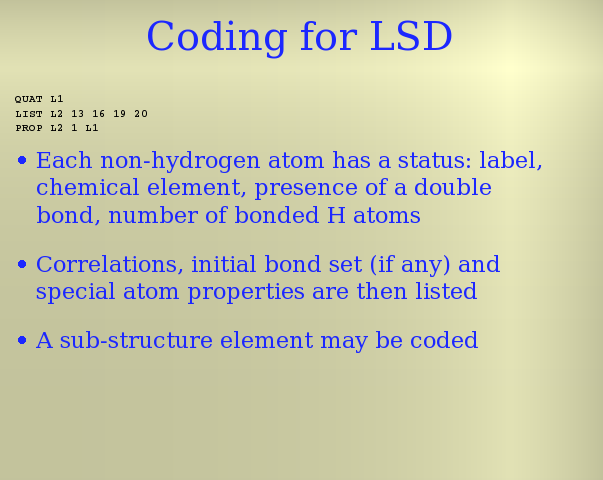 Coding for LSD
QUAT L1
LIST L2 13 16 19 20
PROP L2 1 L1
• Each non-hydrogen atom has a status: label,
chemical element, presence of a double
bond, number of bonded H atoms
• Correlations, initial bond set (if any) and
special atom properties are then listed
• A sub-structure element may be coded